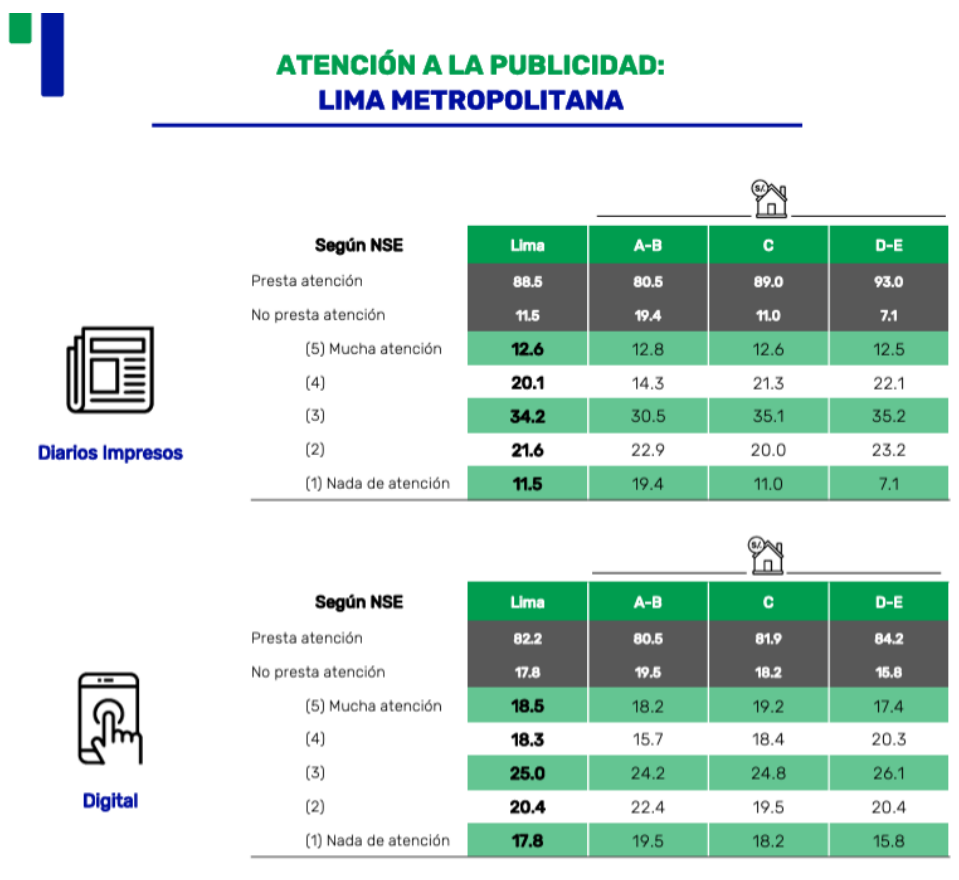 ATENCIÓN A LA PUBLICIDAD:
LIMA METROPOLITANA
S/.
Según NSE Lima A-B C D-E
Presta atención 88.5 80.5 89.0 93.0
No presta atención 11.5 19.4 11.0 7.1
(5) Mucha atención 12.6 12.8 12.6 12.5
(4) 20.1 14.3 21.3 22.1
(3) 34.2 30.5 35.1 35.2
(2) 21.6 22.9 20.0 23.2
(1) Nada de atención 11.5 19.4 11.0 7.1
Diarios Impresos
S/.
Según NSE Lima A-B C D-E
Presta atención 82.2 80.5 81.9 84.2
No presta atención 17.8 19.5 18.2 15.8
(5) Mucha atención 18.5 18.2 19.2 17.4
(4) 18.3 15.7 18.4 20.3
(3) 25.0 24.2 24.8 26.1
(2) 20.4 22.4 19.5 20.4
(1) Nada de atención 17.8 19.5 18.2 15.8
Digital